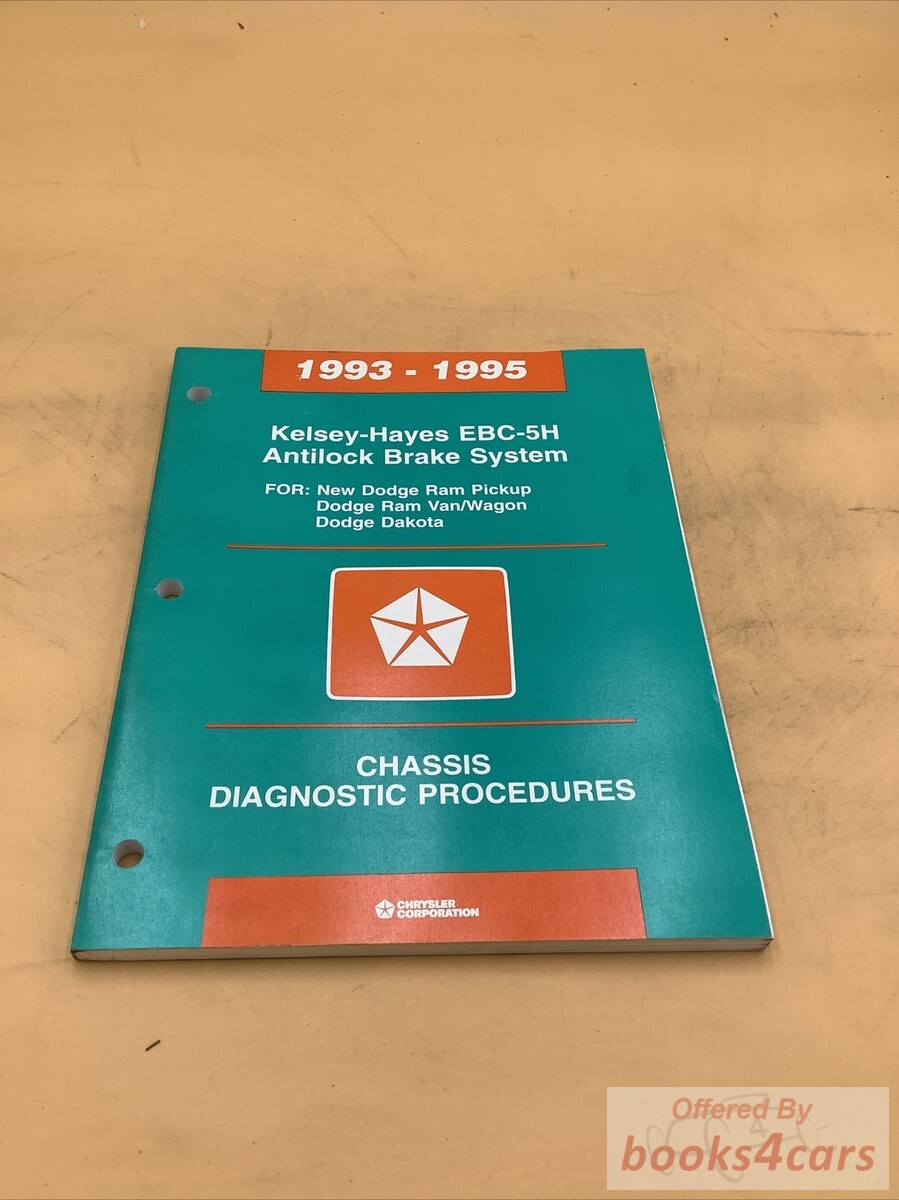 1993 - 1995
Kelsey-Hayes EBC-5H
Antilock Brake System
FOR: New Dodge Ram Pickup
Dodge Ram Van/Wagon
Dodge Dakota
CHASSIS
DIAGNOSTIC PROCEDURES
CHRYSLER
CORPORATION
Offered By
books4cars